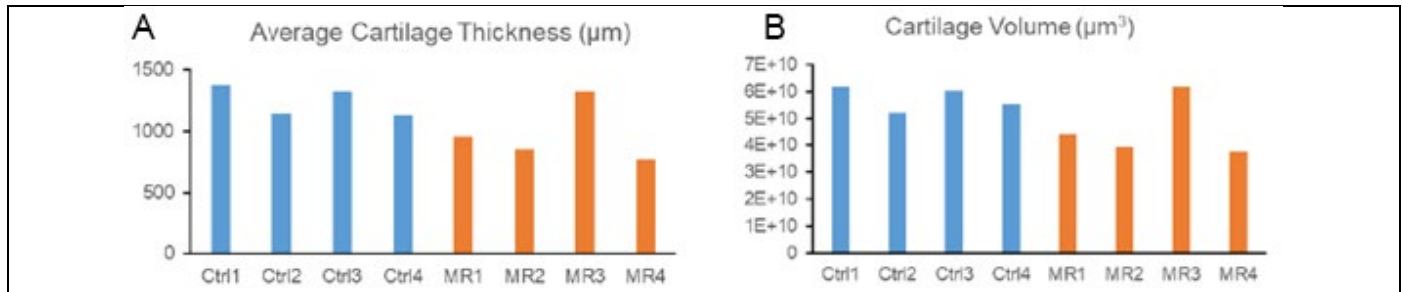 A
Average Cartilage Thickness (µm)
1500
1000
500
0
Ctrl1 Ctrl2 Ctrl3 Ctrl4 MR1 MR2 MR3 MR4
B
Cartilage Volume (µm³)
7E+10
6E+10
5E+10
4E+10
3E+10
2E+10
1E+10
0
Ctrl1 Ctrl2 Ctrl3 Ctrl4 MR1 MR2 MR3 MR4